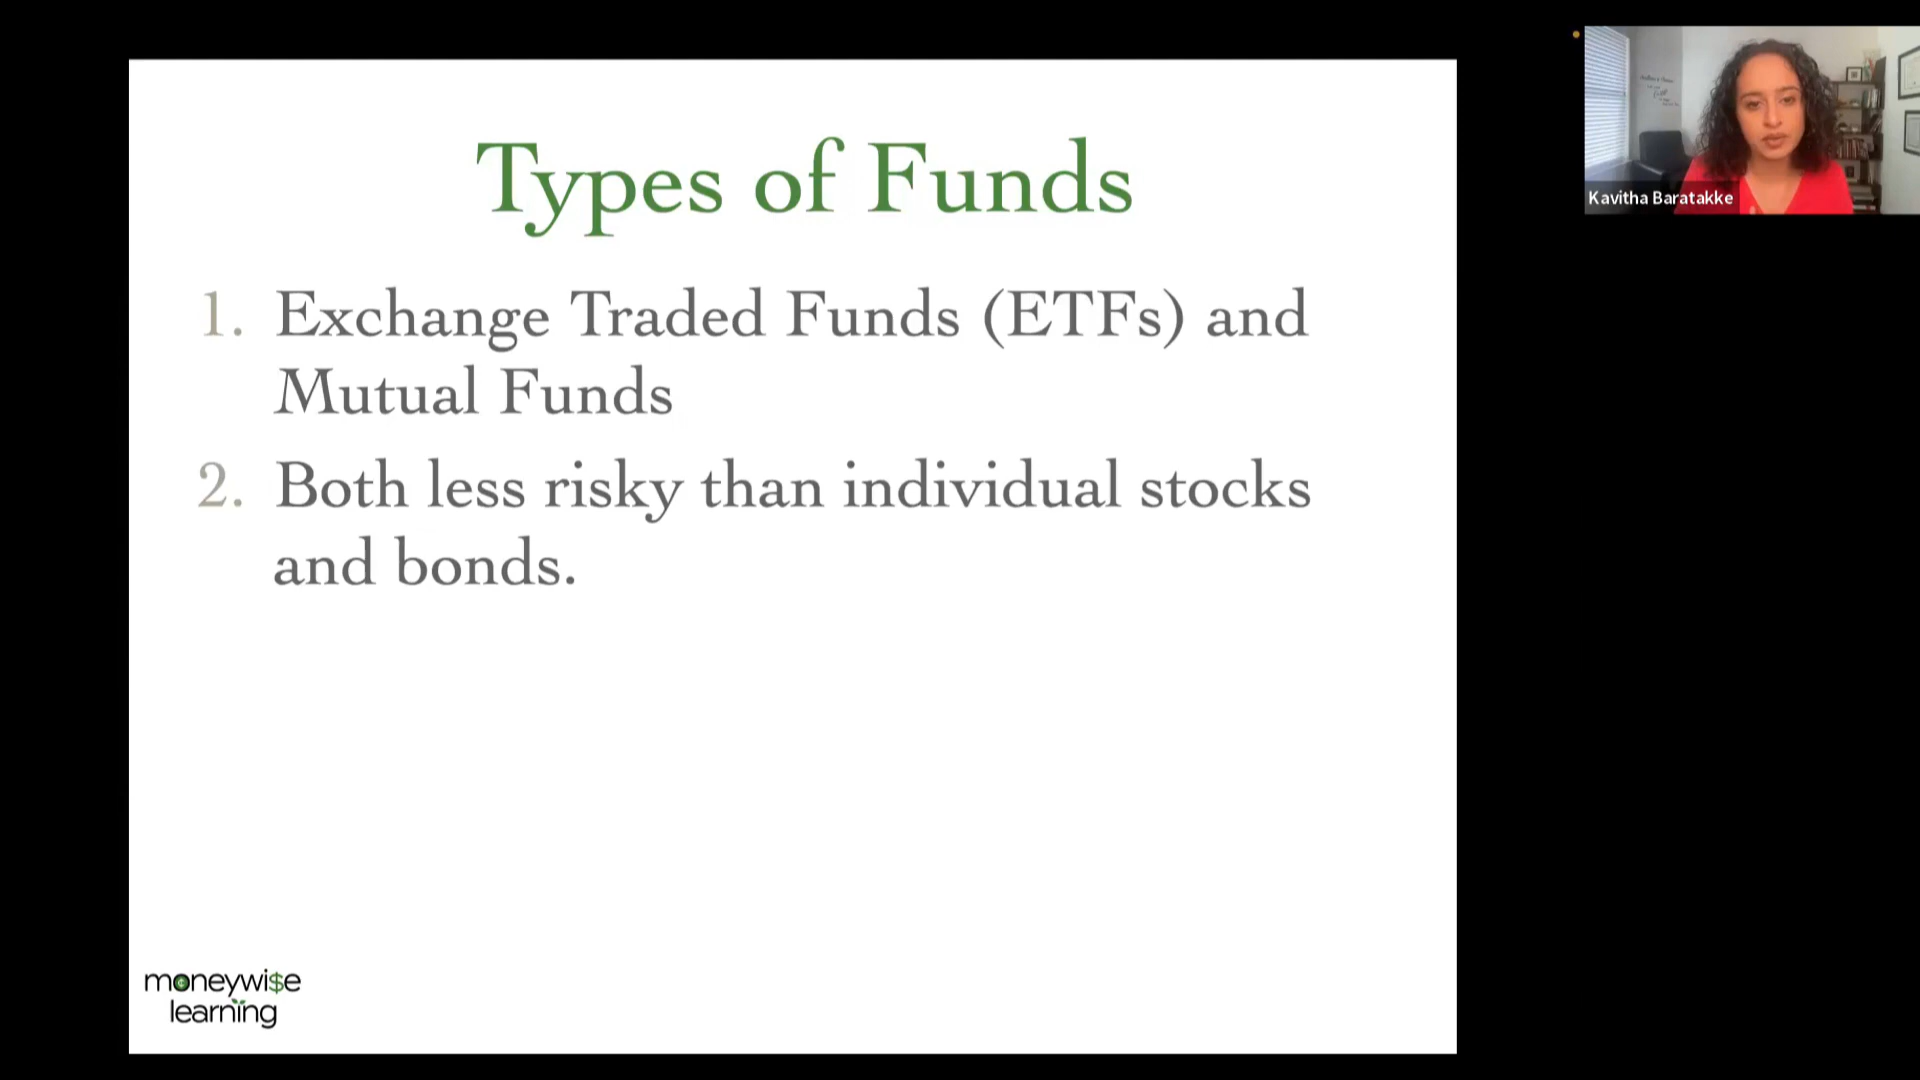 Types of Funds
1. Exchange Traded Funds (ETFs) and
Mutual Funds
2. Both less risky than individual stocks
and bonds.
moneywi$e
learning
Kavitha Baratakke